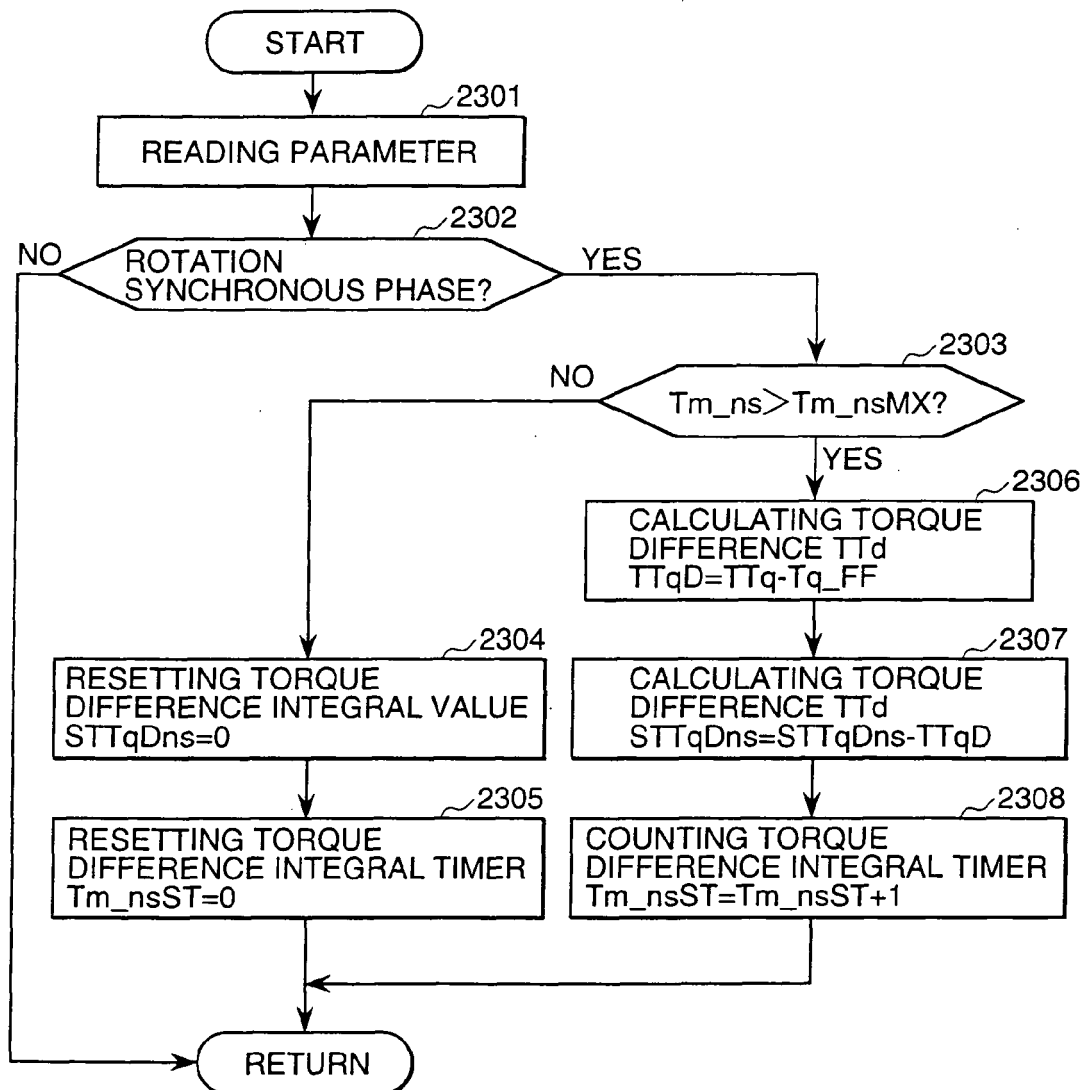 START
2301
READING PARAMETER
2302
NO
ROTATION
SYNCHRONOUS PHASE?
YES
2303
NO
Tm_ns>Tm_nsMX?
YES
2306
CALCULATING TORQUE
DIFFERENCE TTd
TTqD=TTq-Tq_FF
2304
RESETTING TORQUE
DIFFERENCE INTEGRAL VALUE
STTqDns=0
2307
CALCULATING TORQUE
DIFFERENCE TTd
STTqDns=STTqDns-TTqD
2305
RESETTING TORQUE
DIFFERENCE INTEGRAL TIMER
Tm_nsST=0
2308
COUNTING TORQUE
DIFFERENCE INTEGRAL TIMER
Tm_nsST=Tm_nsST+1
RETURN